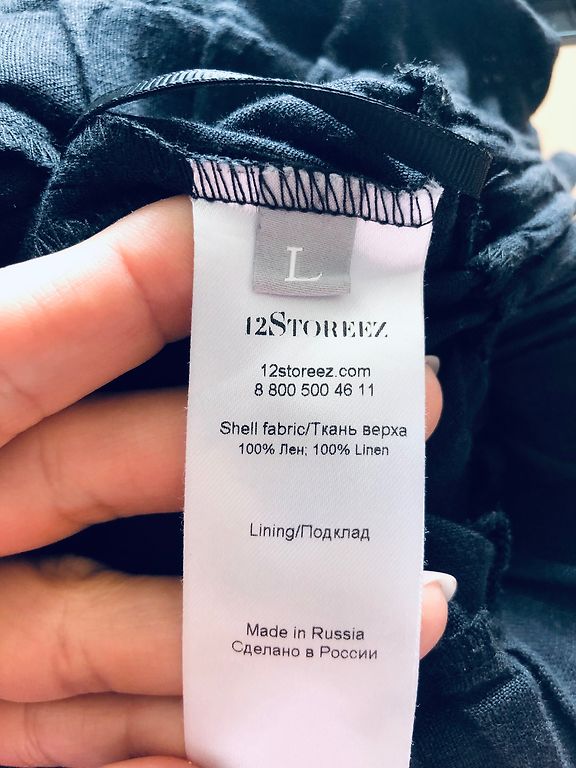 L
12STOREEZ
12storeez.com
8 800 500 46 11
Shell fabric/Ткань верха
100% Лен; 100% Linen
Lining/Подклад
Made in Russia
Сделано в России